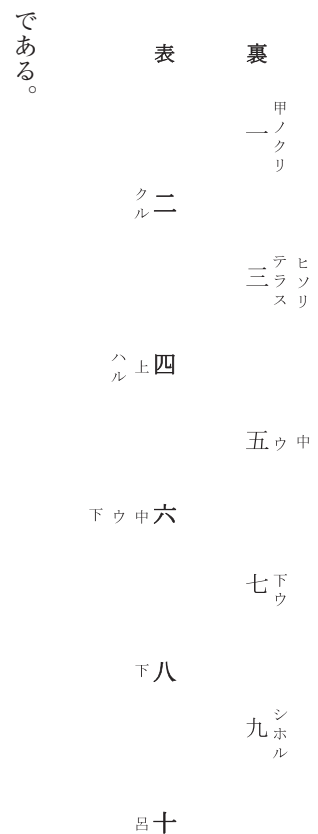 ヒソリ 中
甲ノクリ テラス ウ 下ウ シホル
裏 一 三 五 七 九
表 二 四 六 八 十
クル 上 中 下 呂
ハル ウ
下
である。